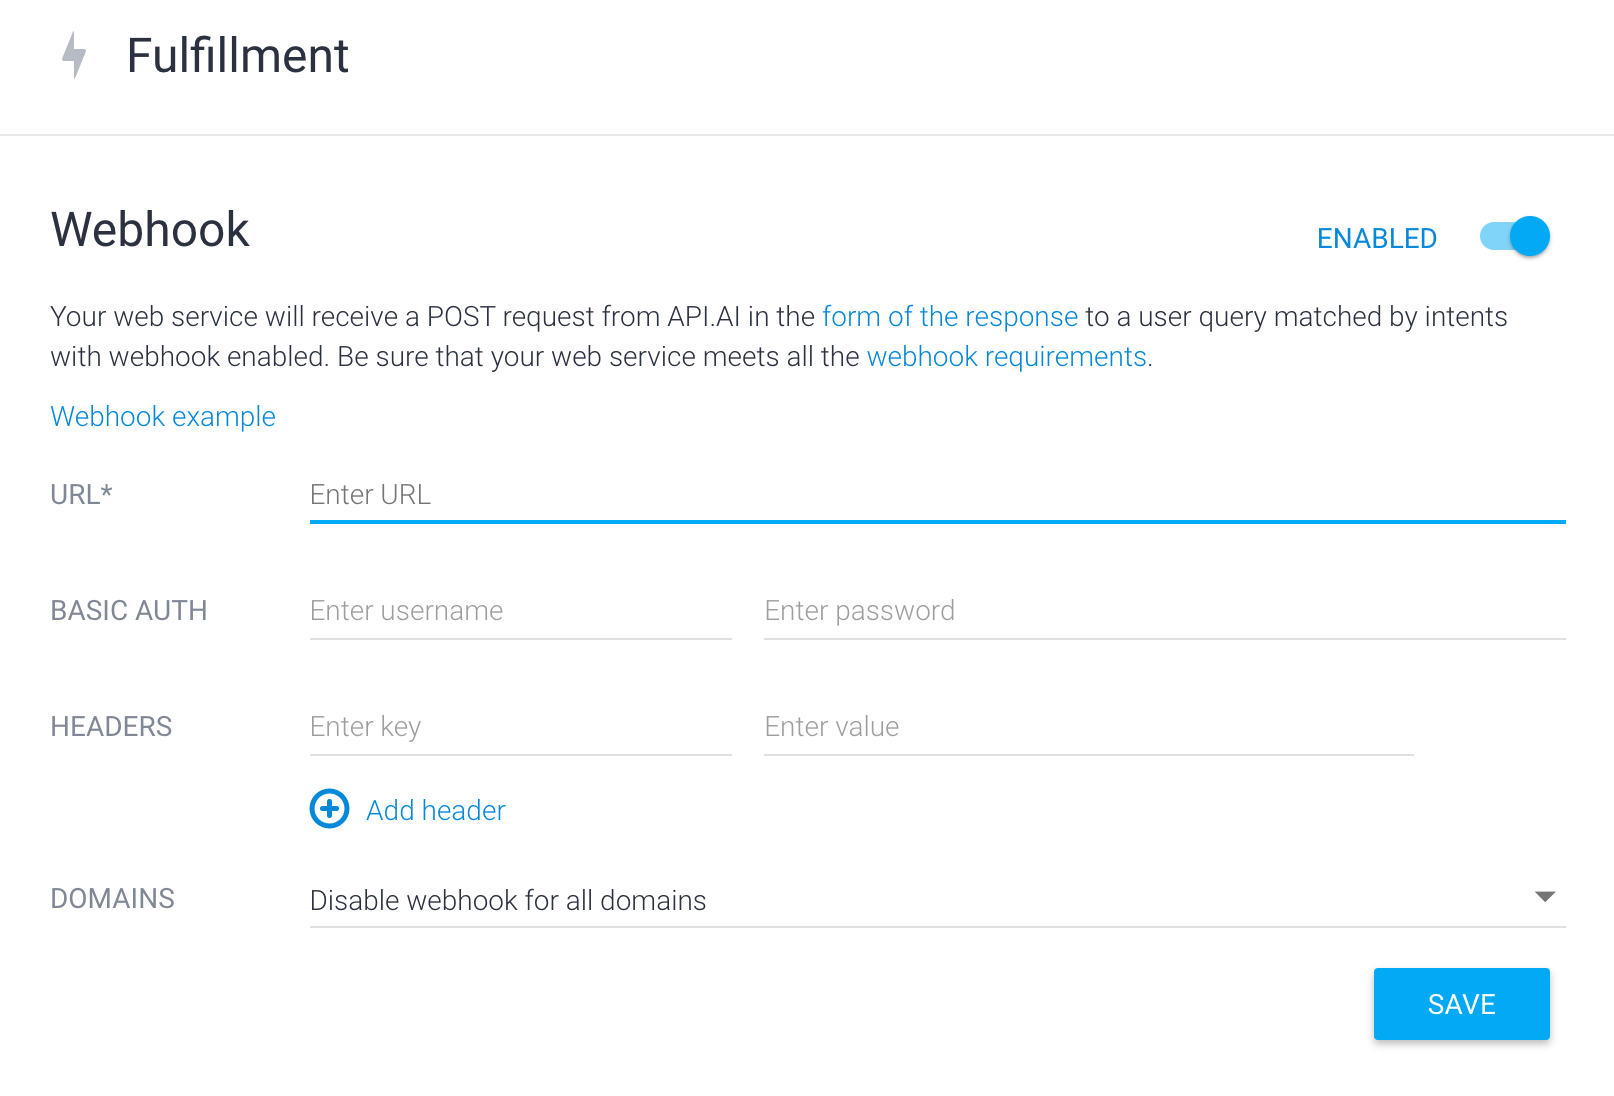 Fulfillment
Webhook
ENABLED
Your web service will receive a POST request from API.AI in the form of the response to a user query matched by intents
with webhook enabled. Be sure that your web service meets all the webhook requirements.
Webhook example
URL*
Enter URL
BASIC AUTH
Enter username
Enter password
HEADERS
Enter key
Enter value
Add header
DOMAINS
Disable webhook for all domains
SAVE